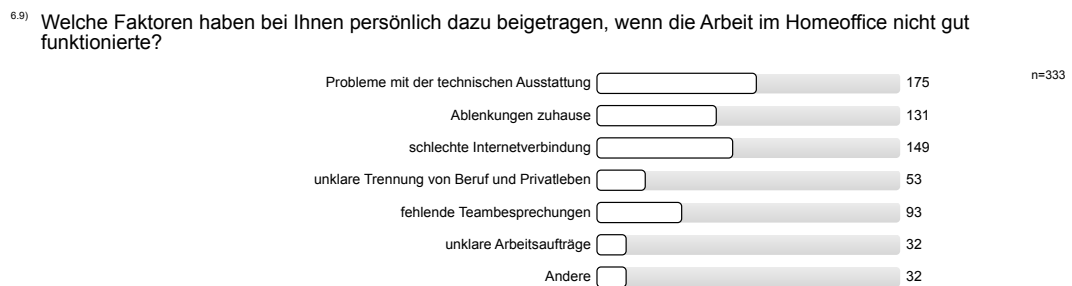 6.9) Welche Faktoren haben bei Ihnen persönlich dazu beigetragen, wenn die Arbeit im Homeoffice nicht gut
funktionierte?
n=333
Probleme mit der technischen Ausstattung 175
Ablenkungen zuhause 131
schlechte Internetverbindung 149
unklare Trennung von Beruf und Privatleben 53
fehlende Teambesprechungen 93
unklare Arbeitsaufträge 32
Andere 32